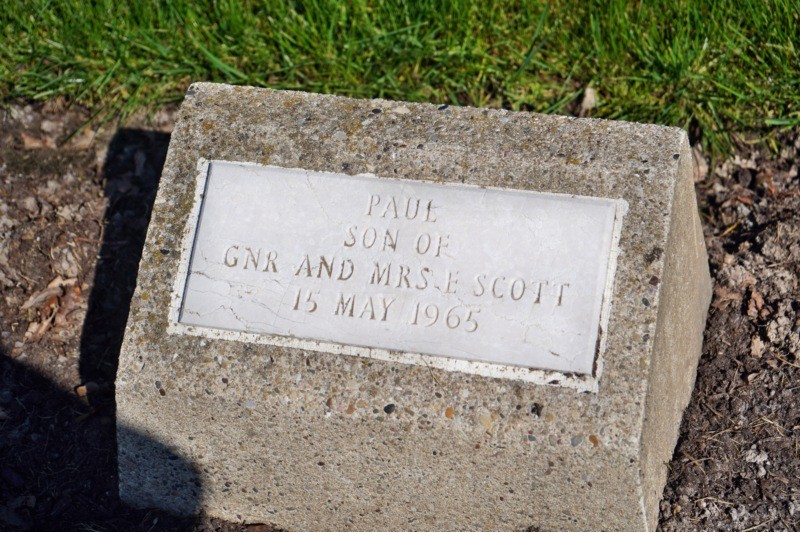 PAUL
SON OF
GNR AND MRS·E SCOTT
15 MAY 1965